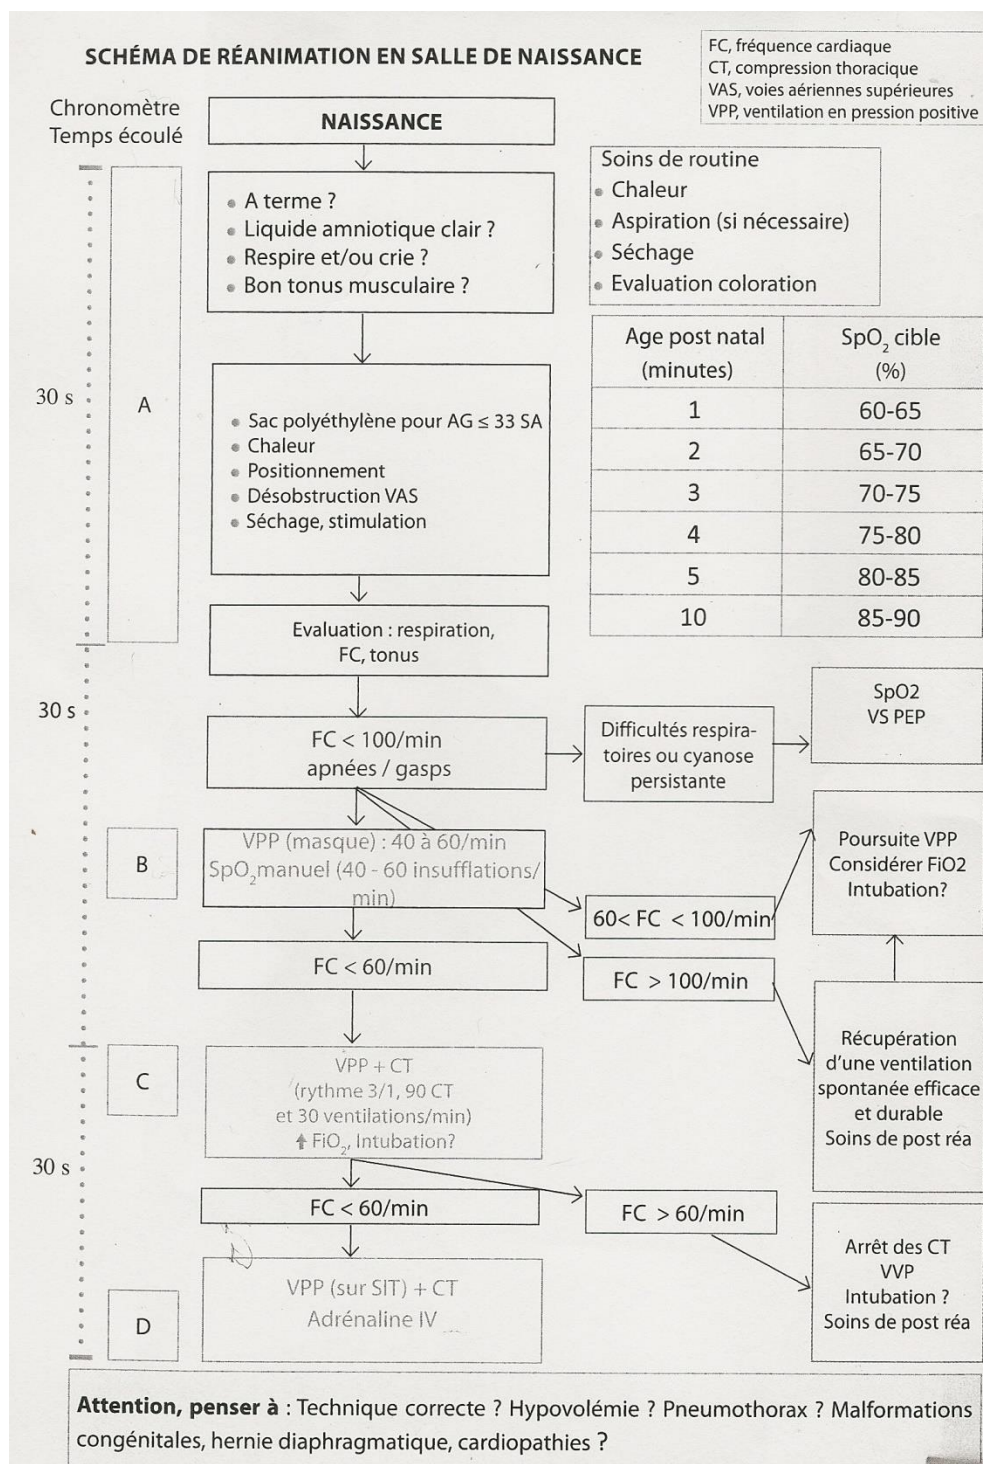 SCHÉMA DE RÉANIMATION EN SALLE DE NAISSANCE
FC, fréquence cardiaque
CT, compression thoracique
VAS, voies aériennes supérieures
VPP, ventilation en pression positive
Chronomètre
Temps écoulé
NAISSANCE
• A terme ?
• Liquide amniotique clair ?
• Respire et/ou crie ?
• Bon tonus musculaire ?
Soins de routine
• Chaleur
• Aspiration (si nécessaire)
• Séchage
• Evaluation coloration
30 s
A
• Sac polyéthylène pour AG ≤ 33 SA
• Chaleur
• Positionnement
• Désobstruction VAS
• Séchage, stimulation
Age post natal (minutes) | SpO₂ cible (%)
1 | 60-65
2 | 65-70
3 | 70-75
4 | 75-80
5 | 80-85
10 | 85-90
Evaluation : respiration,
FC, tonus
30 s
FC < 100/min
apnées / gasps
Difficultés respira-
toires ou cyanose
persistante
SpO2
VS PEP
B
VPP (masque) : 40 à 60/min
SpO₂manuel (40 - 60 insufflations/
min)
60< FC < 100/min
Poursuite VPP
Considérer FiO2
Intubation?
FC < 60/min
FC > 100/min
Récupération
d'une ventilation
spontanée efficace
et durable
Soins de post réa
C
VPP + CT
(rythme 3/1, 90 CT
et 30 ventilations/min)
↑ FiO₂, Intubation?
30 s
FC < 60/min
FC > 60/min
Arrêt des CT
VVP
Intubation ?
Soins de post réa
D
VPP (sur SIT) + CT
Adrénaline IV
Attention, penser à : Technique correcte ? Hypovolémie ? Pneumothorax ? Malformations
congénitales, hernie diaphragmatique, cardiopathies ?